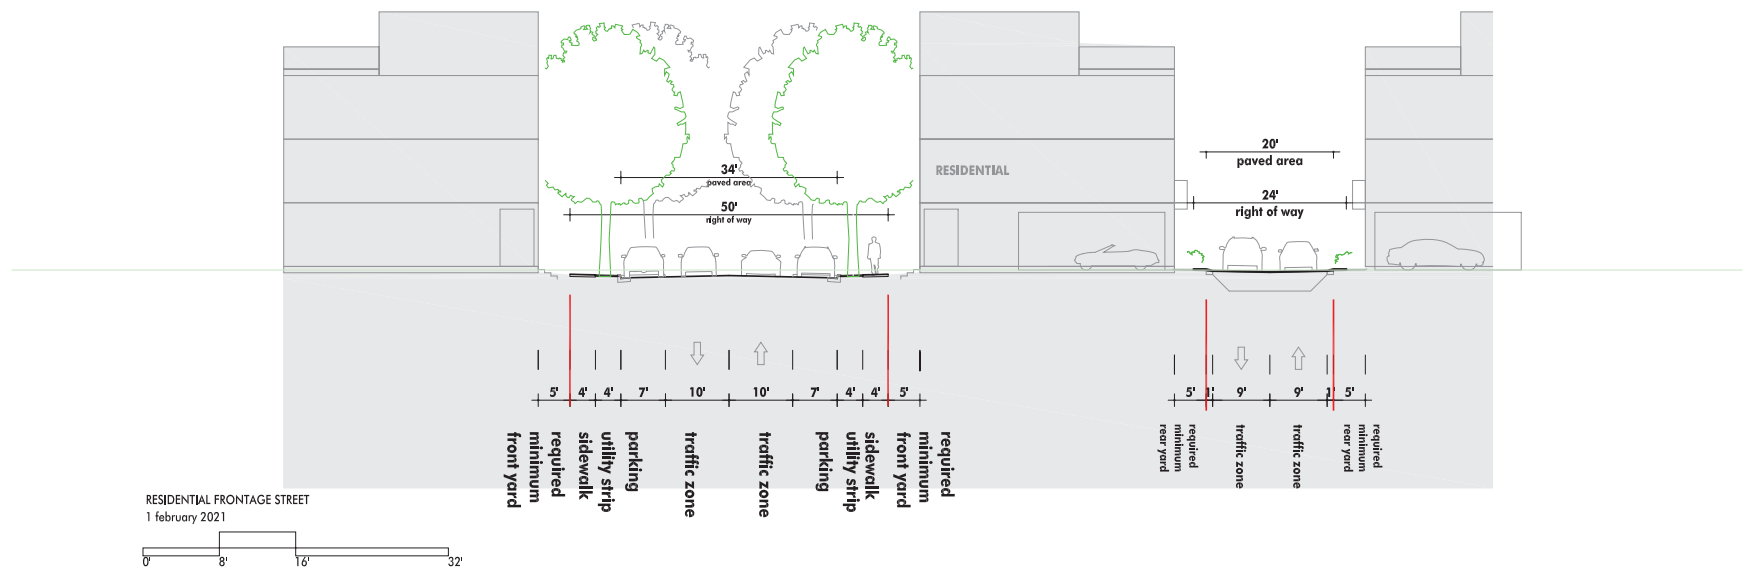 20'
paved area
34'
paved area
RESIDENTIAL
24'
right of way
50'
right of way
5'
4'
4'
7'
10'
10'
7'
4'
4'
5'
5'
1'
9'
9'
1'
5'
required
minimum
front yard
sidewalk
utility strip
parking
traffic zone
traffic zone
parking
utility strip
sidewalk
required
minimum
front yard
required
minimum
rear yard
traffic zone
traffic zone
required
minimum
rear yard
RESIDENTIAL FRONTAGE STREET
1 february 2021
0'
8'
16'
32'